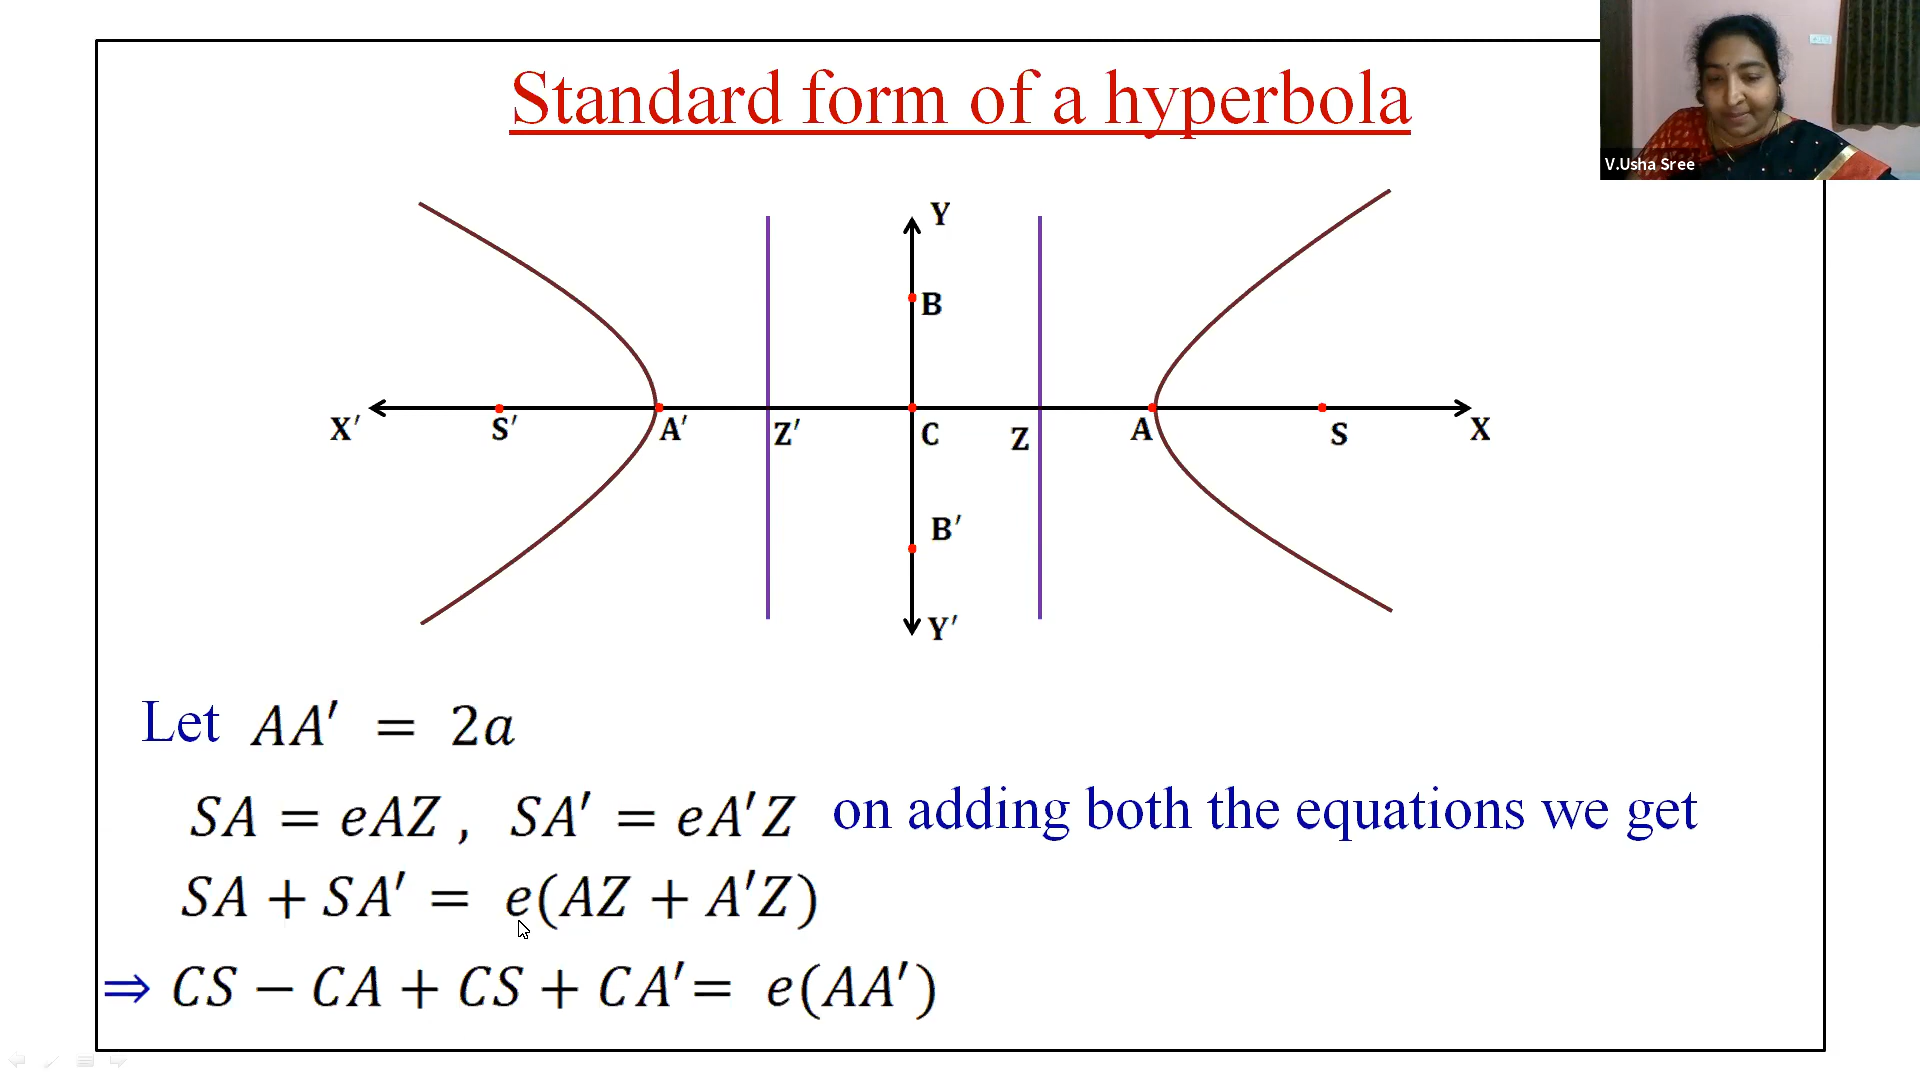 Standard form of a hyperbola
V.Usha Sree
Y
B
X′ S′ A′ Z′ C Z A S X
B′
Y′
Let AA′ = 2a
SA = eAZ , SA′ = eA′Z on adding both the equations we get
SA + SA′ = e(AZ + A′Z)
⇒ CS − CA + CS + CA′= e(AA′)